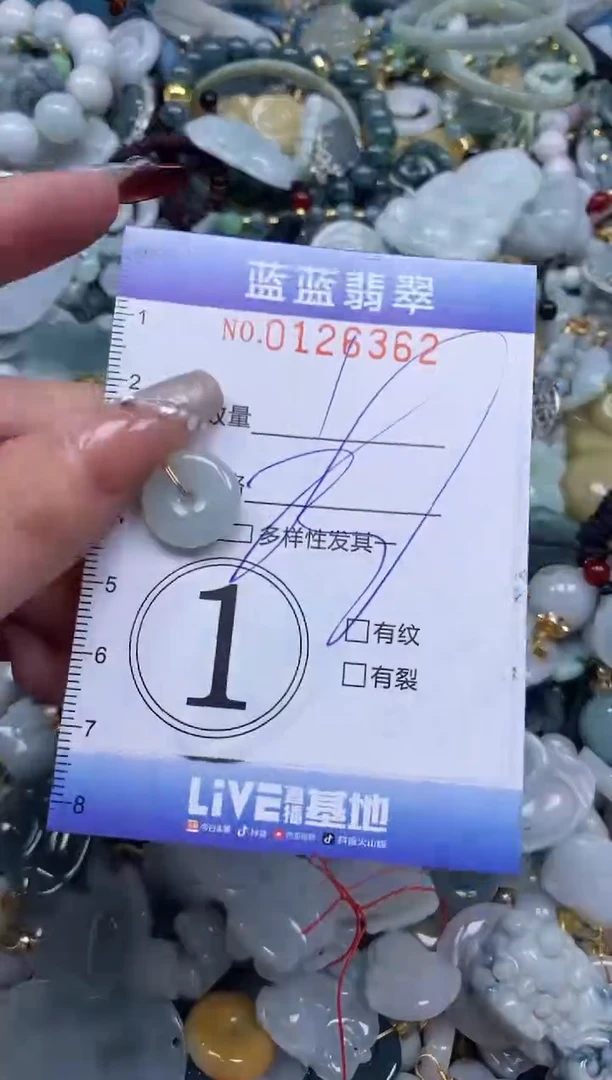 蓝蓝翡翠
NO.0126362
1
2
数量
多样性发其一
5
1
有纹
6
有裂
7
LiVE直播基地
8
今日头条 抖音 西瓜视频 抖音火山版